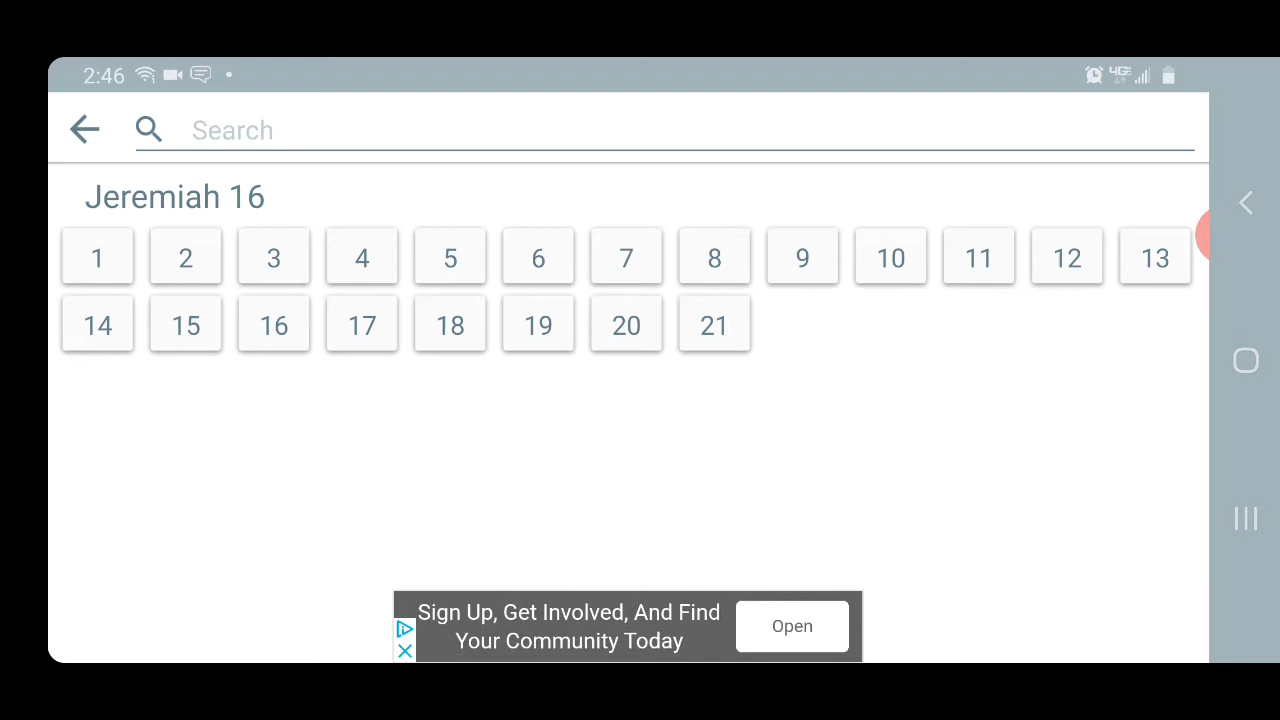 2:46
4GE
Search
Jeremiah 16
1 2 3 4 5 6 7 8 9 10 11 12 13
14 15 16 17 18 19 20 21
Sign Up, Get Involved, And Find
Your Community Today
Open